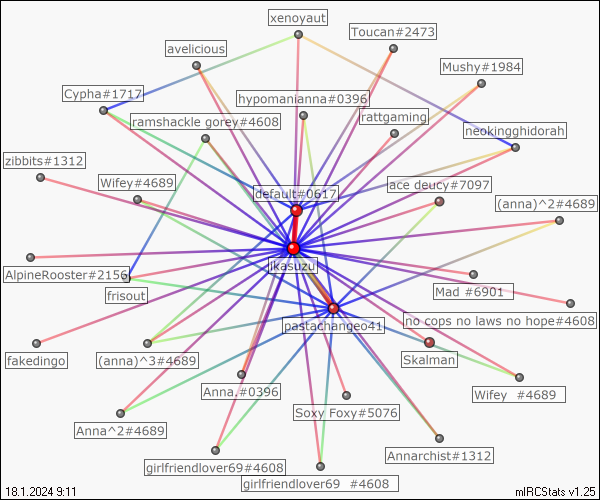 xenoyaut
Toucan#2473
avelicious
Mushy#1984
Cypha#1717
hypomanianna#0396
ramshackle gorey#4608
rattgaming
neokingghidorah
zibbits#1312
Wifey#4689
default#0617
ace deucy#7097
(anna)^2#4689
AlpineRooster#2156
jkasuzu
frisout
Mad #6901
no cops no laws no hope#4608
pastachangeo41
fakedingo
(anna)^3#4689
Skalman
Anna.#0396
Wifey #4689
Soxy Foxy#5076
Anna^2#4689
Annarchist#1312
girlfriendlover69#4608
girlfriendlover69 #4608
18.1.2024 9:11
mIRCStats v1.25